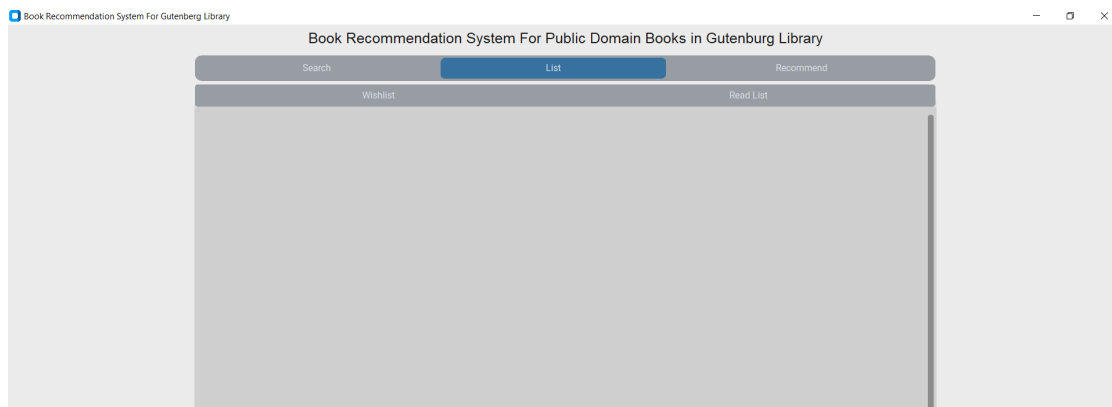 Book Recommendation System For Gutenberg Library
Book Recommendation System For Public Domain Books in Gutenburg Library
Search List Recommend
Wishlist Read List